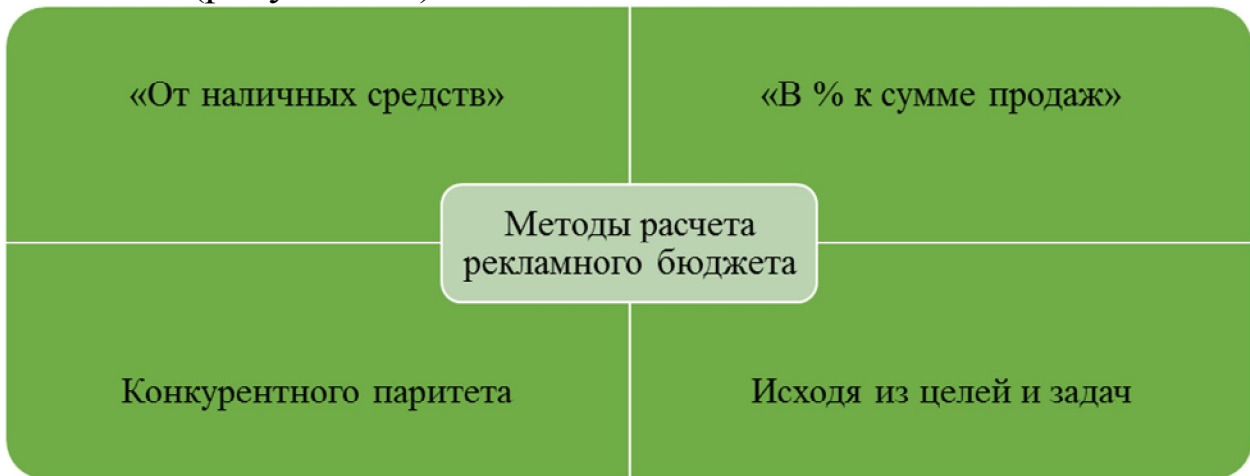 «От наличных средств»
«В % к сумме продаж»
Методы расчета
рекламного бюджета
Конкурентного паритета
Исходя из целей и задач